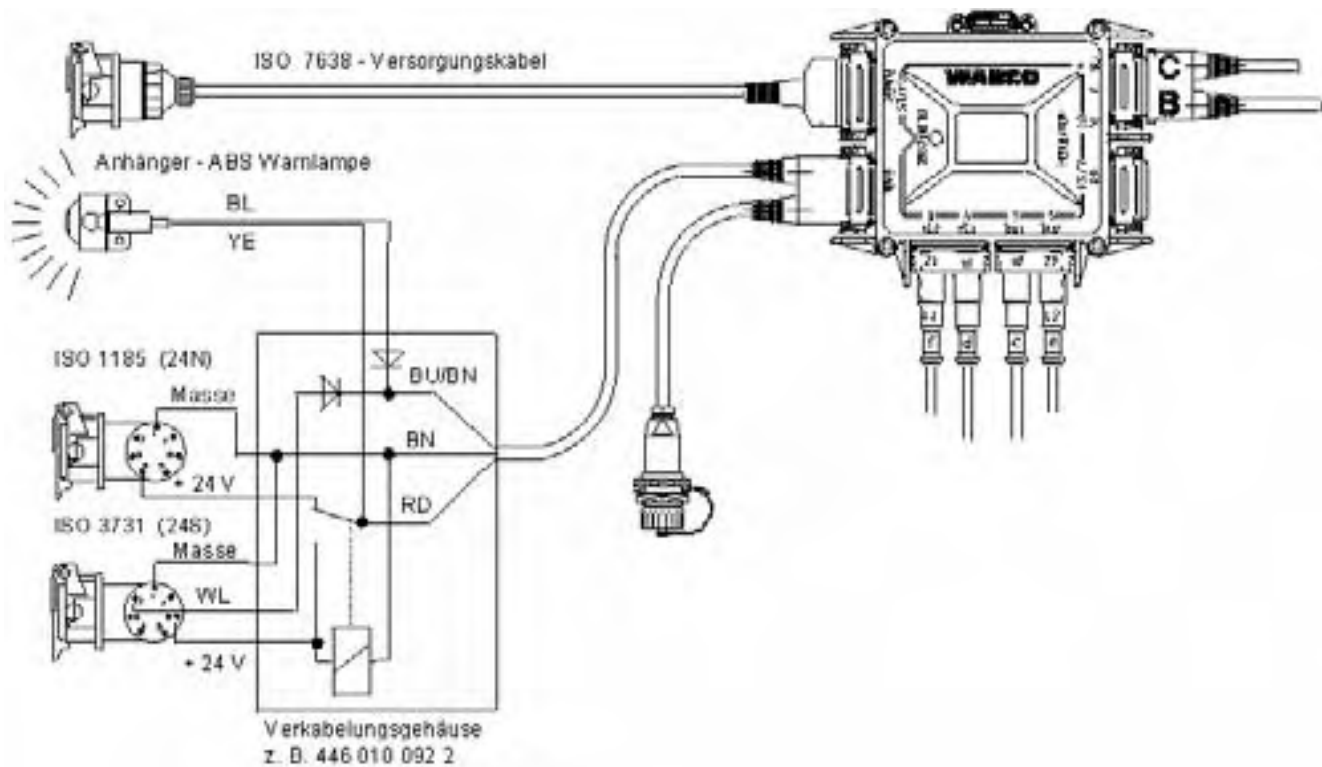 ISO 7638 - Versorgungskabel
WABCO
C
B
Anhänger - ABS Warnlampe
BL
YE
ISO 1185 (24N)
Masse
BU/BN
BN
+ 24 V
RD
ISO 3731 (24S)
Masse
WL
+ 24 V
Verkabelungsgehäuse
z. B. 446 010 092 2